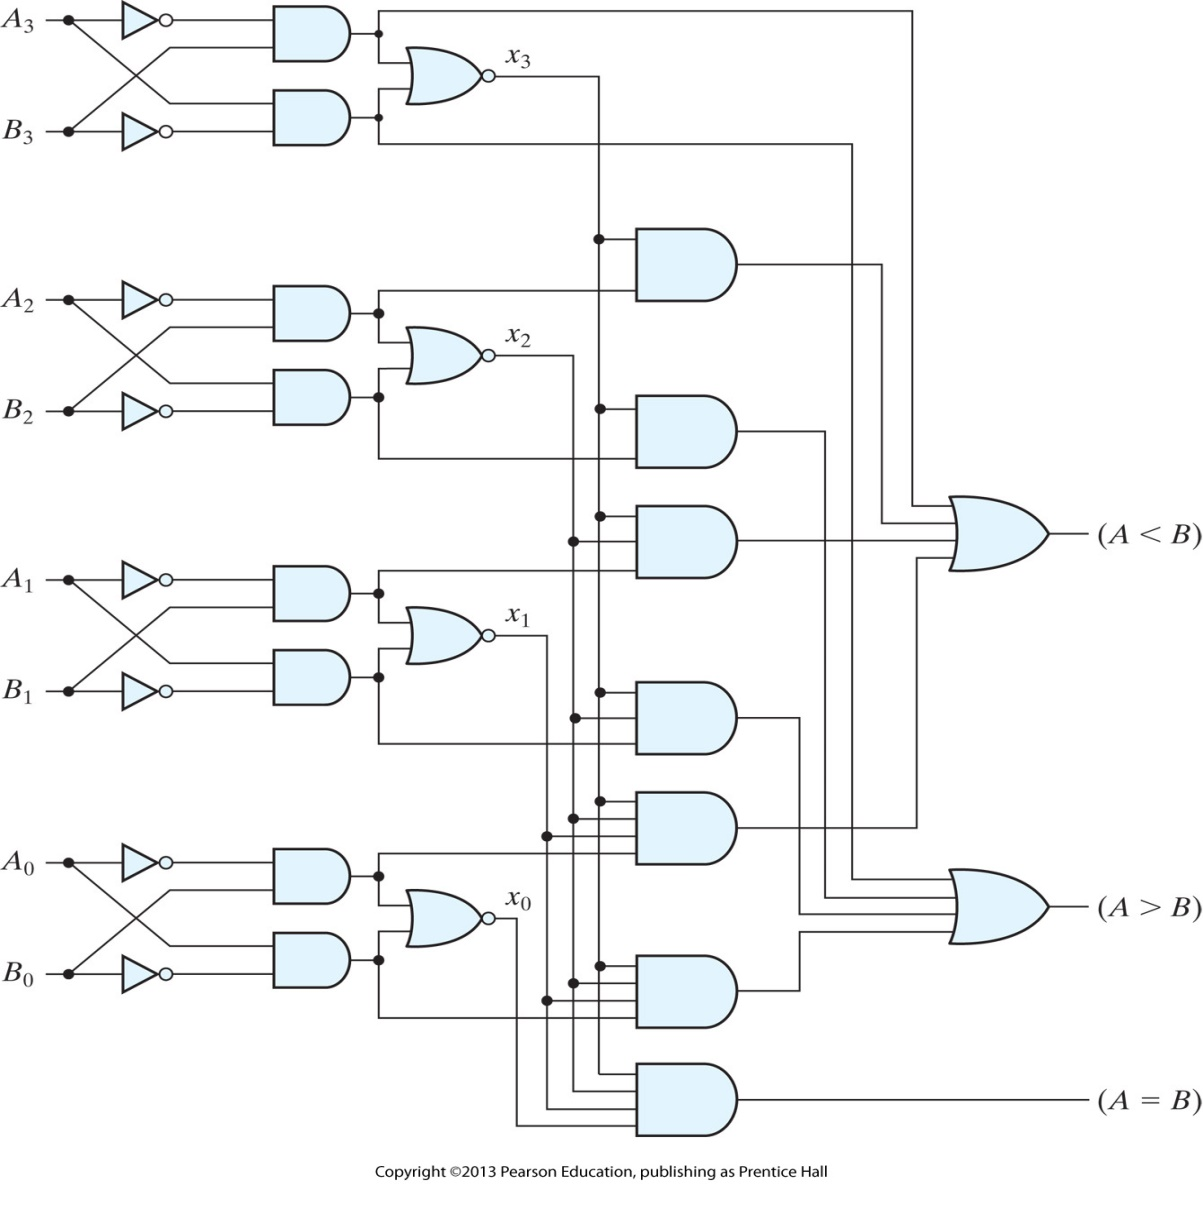 A₃
x₃
B₃
A₂
x₂
B₂
(A < B)
A₁
x₁
B₁
A₀
x₀
(A > B)
B₀
(A = B)
Copyright ©2013 Pearson Education, publishing as Prentice Hall